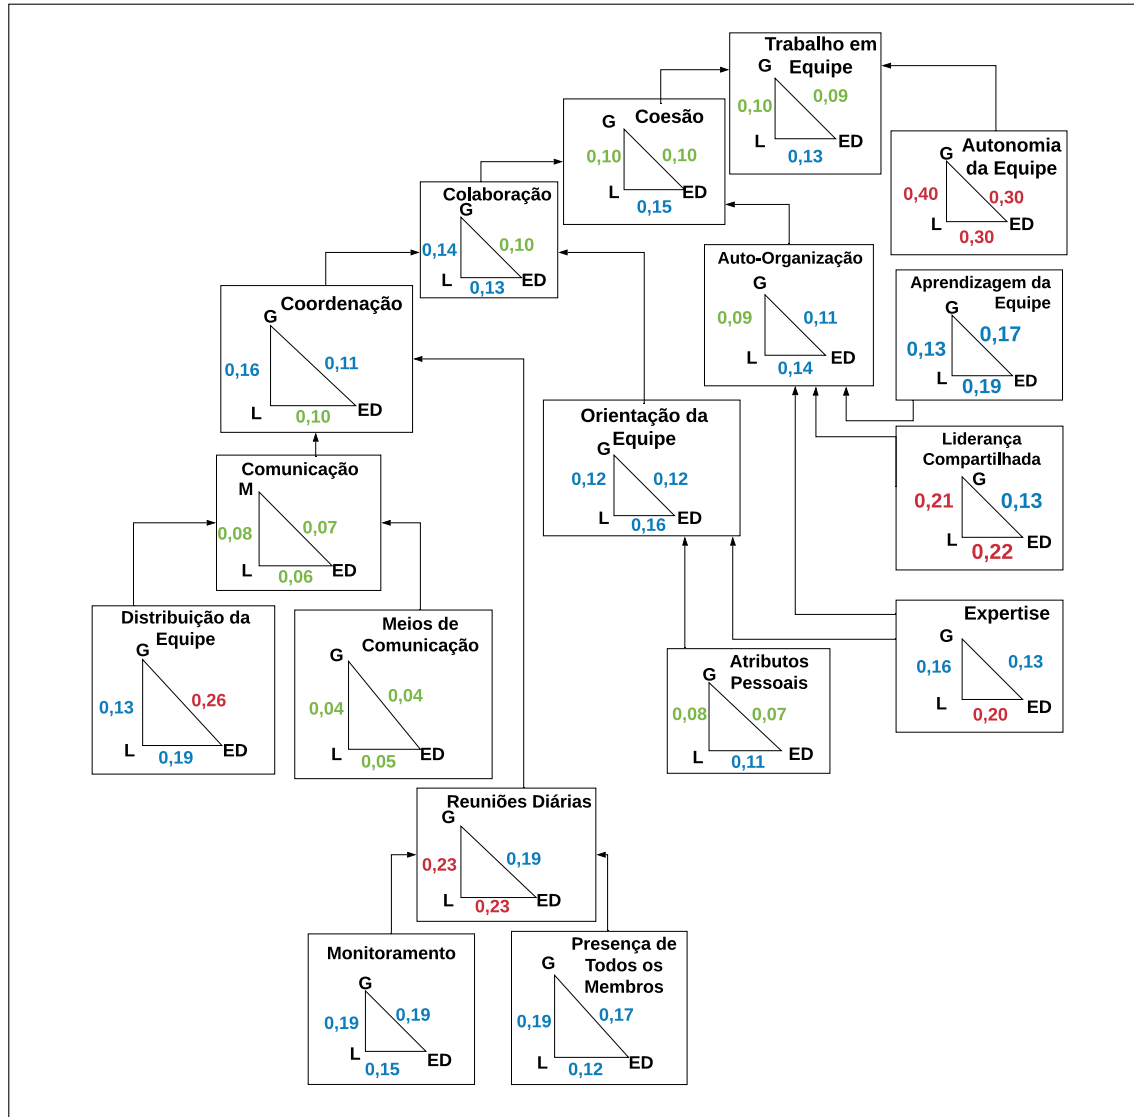 Trabalho em
Equipe
G
0,10
0,09
L
ED
0,13
Coesão
G
0,10
0,10
L
ED
0,15
Autonomia
da Equipe
G
0,40
0,30
L
ED
0,30
Colaboração
G
0,14
0,10
L
ED
0,13
Auto-Organização
G
0,09
0,11
L
ED
0,14
Aprendizagem da
Equipe
G
0,13
0,17
L
ED
0,19
Coordenação
G
0,16
0,11
L
ED
0,10
Orientação da
Equipe
G
0,12
0,12
L
ED
0,16
Liderança
Compartilhada
G
0,21
0,13
L
ED
0,22
Comunicação
M
0,08
0,07
L
ED
0,06
Distribuição da
Equipe
G
0,13
0,26
L
ED
0,19
Meios de
Comunicação
G
0,04
0,04
L
ED
0,05
Atributos
Pessoais
G
0,08
0,07
L
ED
0,11
Expertise
G
0,16
0,13
L
ED
0,20
Reuniões Diárias
G
0,23
0,19
L
ED
0,23
Monitoramento
G
0,19
0,19
L
ED
0,15
Presença de
Todos os
Membros
G
0,19
0,17
L
ED
0,12